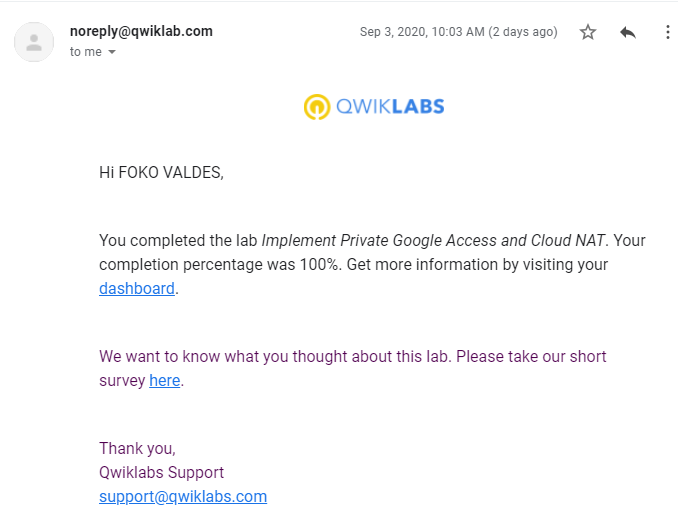 noreply@qwiklab.com
Sep 3, 2020, 10:03 AM (2 days ago)
to me
QWIKLABS
Hi FOKO VALDES,
You completed the lab Implement Private Google Access and Cloud NAT. Your
completion percentage was 100%. Get more information by visiting your
dashboard.
We want to know what you thought about this lab. Please take our short
survey here.
Thank you,
Qwiklabs Support
support@qwiklabs.com